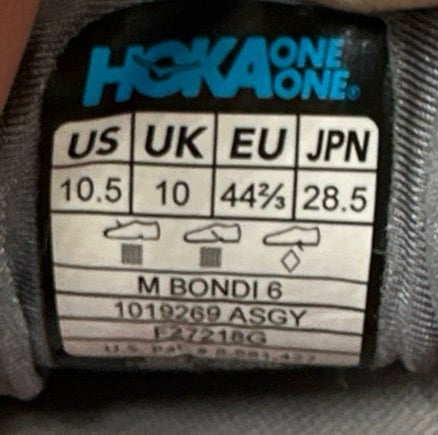 HOKA ONE ONE®
US UK EU JPN
10.5 10 44⅔ 28.5
M BONDI 6
1019269 ASGY
F27218G